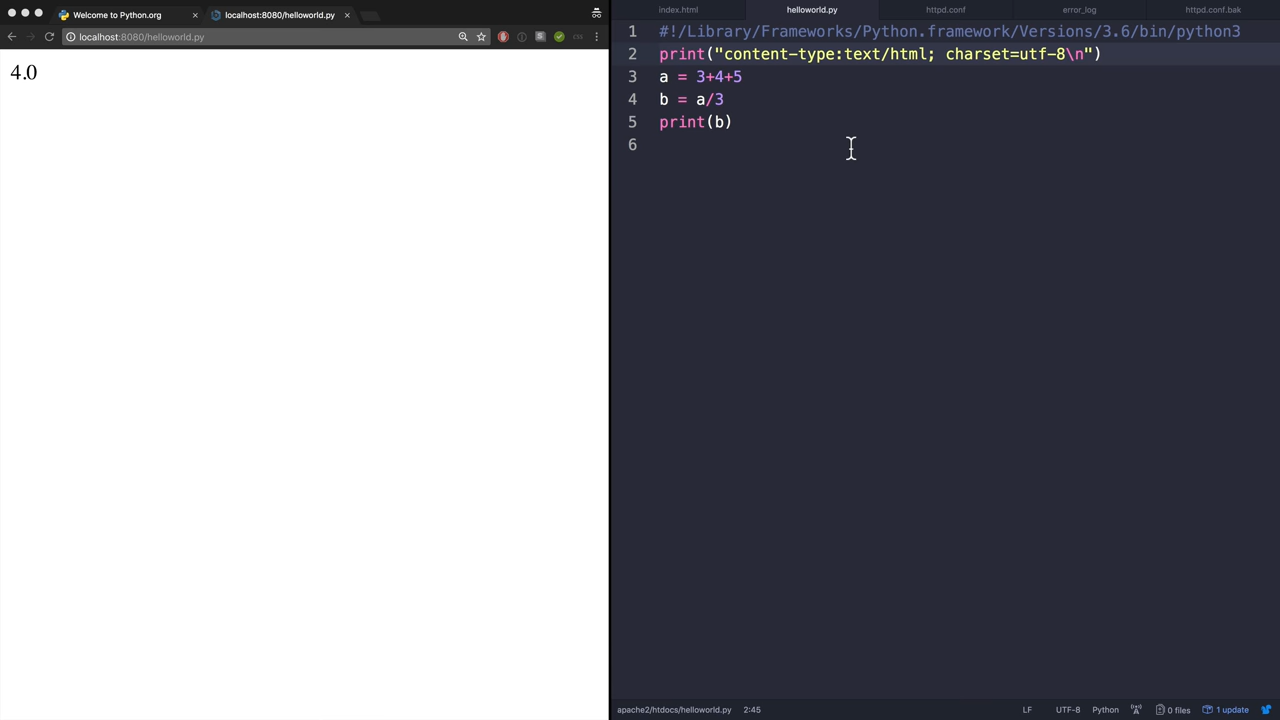 Welcome to Python.org
localhost:8080/helloworld.py
localhost:8080/helloworld.py
4.0
index.html
helloworld.py
httpd.conf
error_log
httpd.conf.bak
1 #!/Library/Frameworks/Python.framework/Versions/3.6/bin/python3
2 print("content-type:text/html; charset=utf-8\n")
3 a = 3+4+5
4 b = a/3
5 print(b)
6
apache2/htdocs/helloworld.py 2:45 LF UTF-8 Python 0 files 1 update